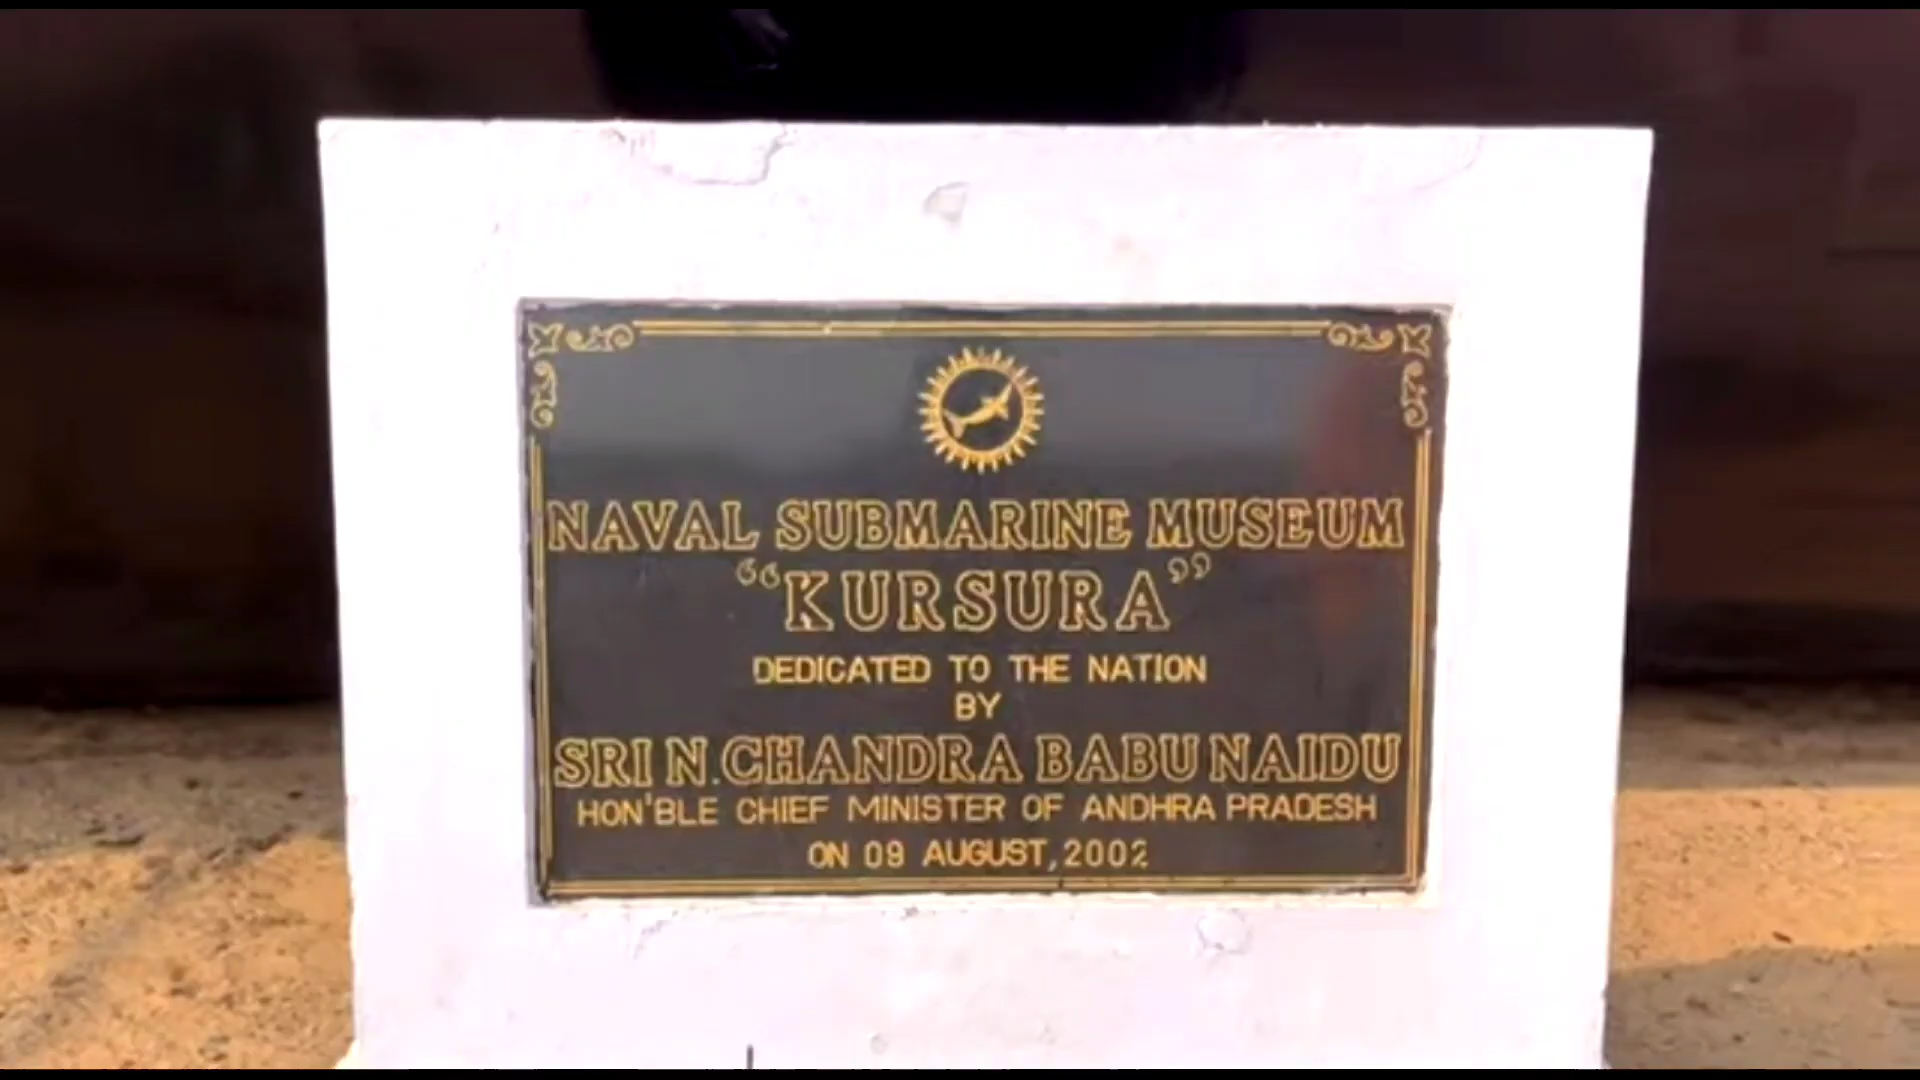 NAVAL SUBMARINE MUSEUM
“KURSURA”
DEDICATED TO THE NATION
BY
SRI N.CHANDRA BABU NAIDU
HON'BLE CHIEF MINISTER OF ANDHRA PRADESH
ON 09 AUGUST,2002